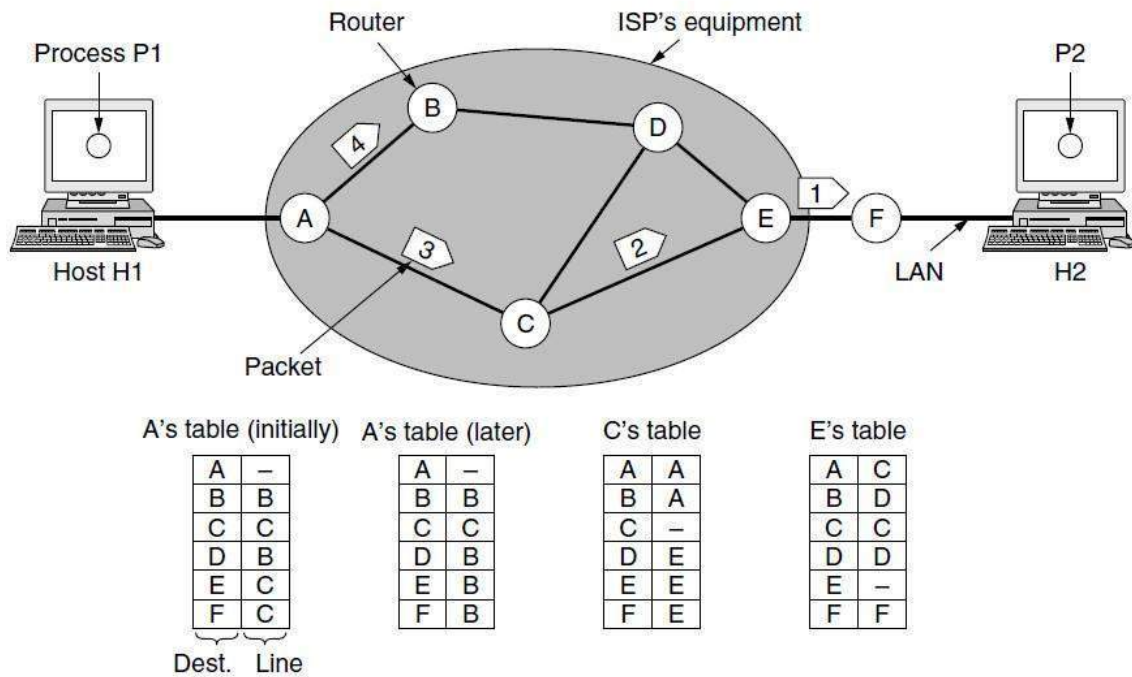 Router
ISP's equipment
Process P1
P2
B
D
4
A
E
1
F
3
2
C
Host H1
LAN
H2
Packet
A's table (initially)
A –
B B
C C
D B
E C
F C
Dest. Line
A's table (later)
A –
B B
C C
D B
E B
F B
C's table
A A
B A
C –
D E
E E
F E
E's table
A C
B D
C C
D D
E –
F F